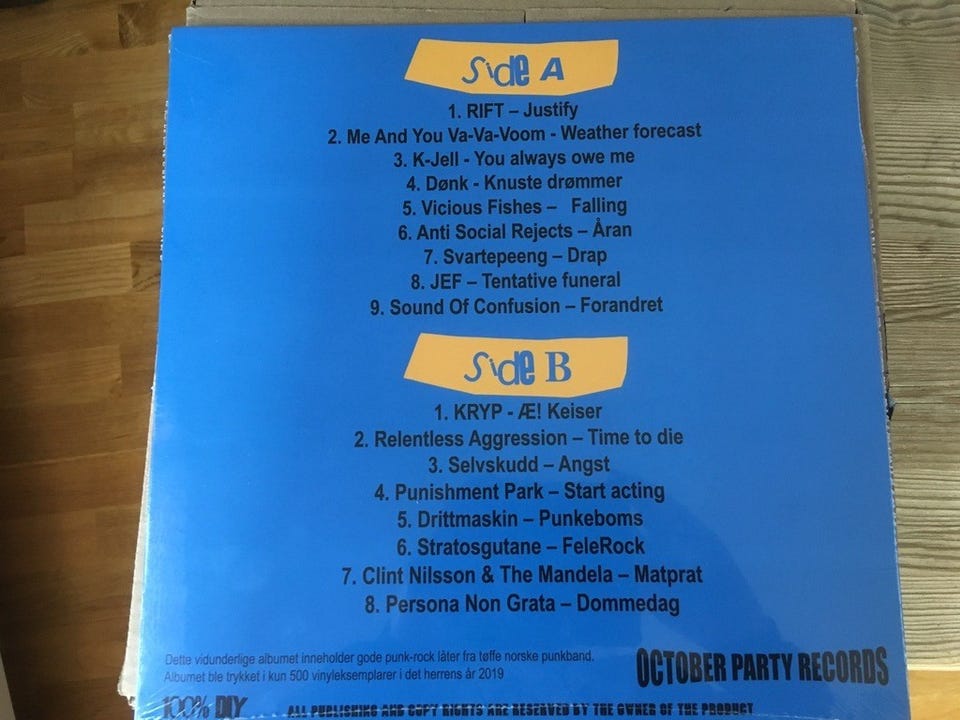 Side A
1. RIFT – Justify
2. Me And You Va-Va-Voom - Weather forecast
3. K-Jell - You always owe me
4. Dønk - Knuste drømmer
5. Vicious Fishes – Falling
6. Anti Social Rejects – Åran
7. Svartepeeng – Drap
8. JEF – Tentative funeral
9. Sound Of Confusion – Forandret
Side B
1. KRYP - Æ! Keiser
2. Relentless Aggression – Time to die
3. Selvskudd – Angst
4. Punishment Park – Start acting
5. Drittmaskin – Punkeboms
6. Stratosgutane – FeleRock
7. Clint Nilsson & The Mandela – Matprat
8. Persona Non Grata – Dommedag
Dette vidunderlige albumet inneholder gode punk-rock låter fra tøffe norske punkband.
Albumet ble trykket i kun 500 vinyleksemplarer i det herrens år 2019
OCTOBER PARTY RECORDS
100% DIY
ALL PUBLISHING AND COPY RIGHTS ARE RESERVED BY THE OWNER OF THE PRODUCT